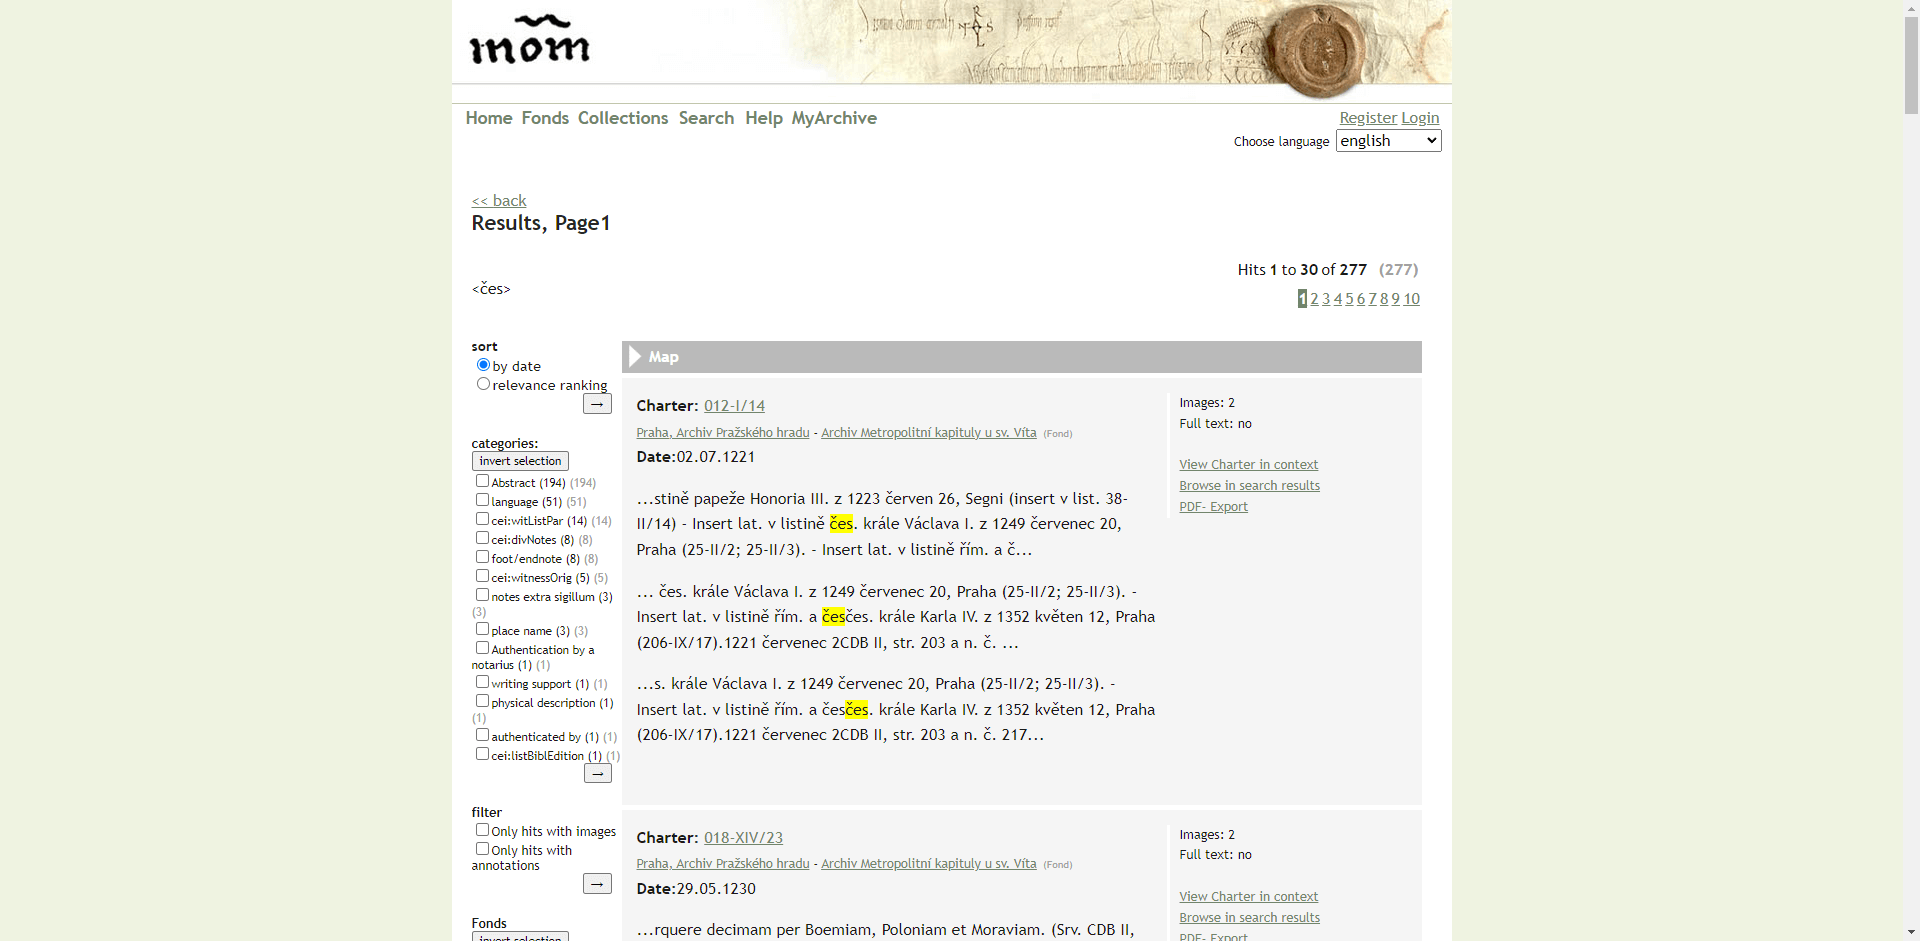 mom
Home Fonds Collections Search Help MyArchive
Register Login
Choose language english
<< back
Results, Page1
Hits 1 to 30 of 277 (277)
<čes>
1 2 3 4 5 6 7 8 9 10
sort
by date
relevance ranking
→
categories:
invert selection
Abstract (194) (194)
language (51) (51)
cei:witListPar (14) (14)
cei:divNotes (8) (8)
foot/endnote (8) (8)
cei:witnessOrig (5) (5)
notes extra sigillum (3)
(3)
place name (3) (3)
Authentication by a
notarius (1) (1)
writing support (1) (1)
physical description (1)
(1)
authenticated by (1) (1)
cei:listBiblEdition (1) (1)
→
filter
Only hits with images
Only hits with
annotations
→
Fonds
invert selection
Map
Charter: 012-I/14
Praha, Archiv Pražského hradu - Archiv Metropolitní kapituly u sv. Víta (Fond)
Date:02.07.1221
...stině papeže Honoria III. z 1223 červen 26, Segni (insert v list. 38-
II/14) - Insert lat. v listině čes. krále Václava I. z 1249 červenec 20,
Praha (25-II/2; 25-II/3). - Insert lat. v listině řím. a č...
... čes. krále Václava I. z 1249 červenec 20, Praha (25-II/2; 25-II/3). -
Insert lat. v listině řím. a česčes. krále Karla IV. z 1352 květen 12, Praha
(206-IX/17).1221 červenec 2CDB II, str. 203 a n. č. ...
...s. krále Václava I. z 1249 červenec 20, Praha (25-II/2; 25-II/3). -
Insert lat. v listině řím. a česčes. krále Karla IV. z 1352 květen 12, Praha
(206-IX/17).1221 červenec 2CDB II, str. 203 a n. č. 217...
Images: 2
Full text: no
View Charter in context
Browse in search results
PDF- Export
Charter: 018-XIV/23
Praha, Archiv Pražského hradu - Archiv Metropolitní kapituly u sv. Víta (Fond)
Date:29.05.1230
...rquere decimam per Boemiam, Poloniam et Moraviam. (Srv. CDB II,
Images: 2
Full text: no
View Charter in context
Browse in search results
PDF- Export